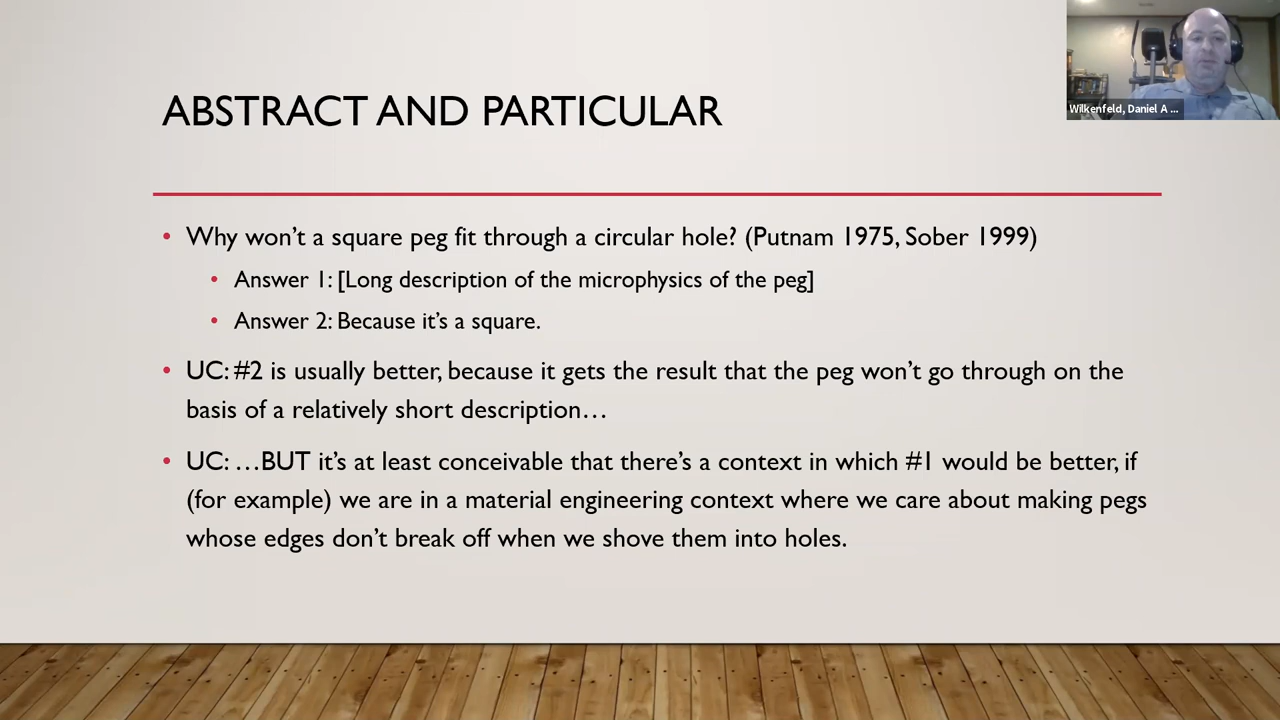 Wilkenfeld, Daniel A ...
ABSTRACT AND PARTICULAR
• Why won't a square peg fit through a circular hole? (Putnam 1975, Sober 1999)
• Answer 1: [Long description of the microphysics of the peg]
• Answer 2: Because it's a square.
• UC: #2 is usually better, because it gets the result that the peg won't go through on the
basis of a relatively short description…
• UC: …BUT it's at least conceivable that there's a context in which #1 would be better, if
(for example) we are in a material engineering context where we care about making pegs
whose edges don't break off when we shove them into holes.